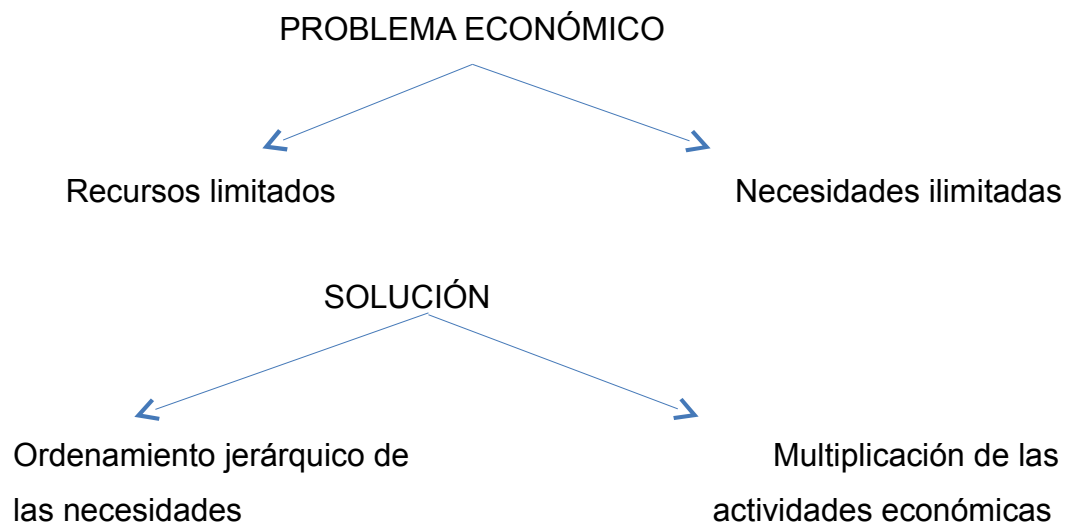 PROBLEMA ECONÓMICO
Recursos limitados
Necesidades ilimitadas
SOLUCIÓN
Ordenamiento jerárquico de
las necesidades
Multiplicación de las
actividades económicas